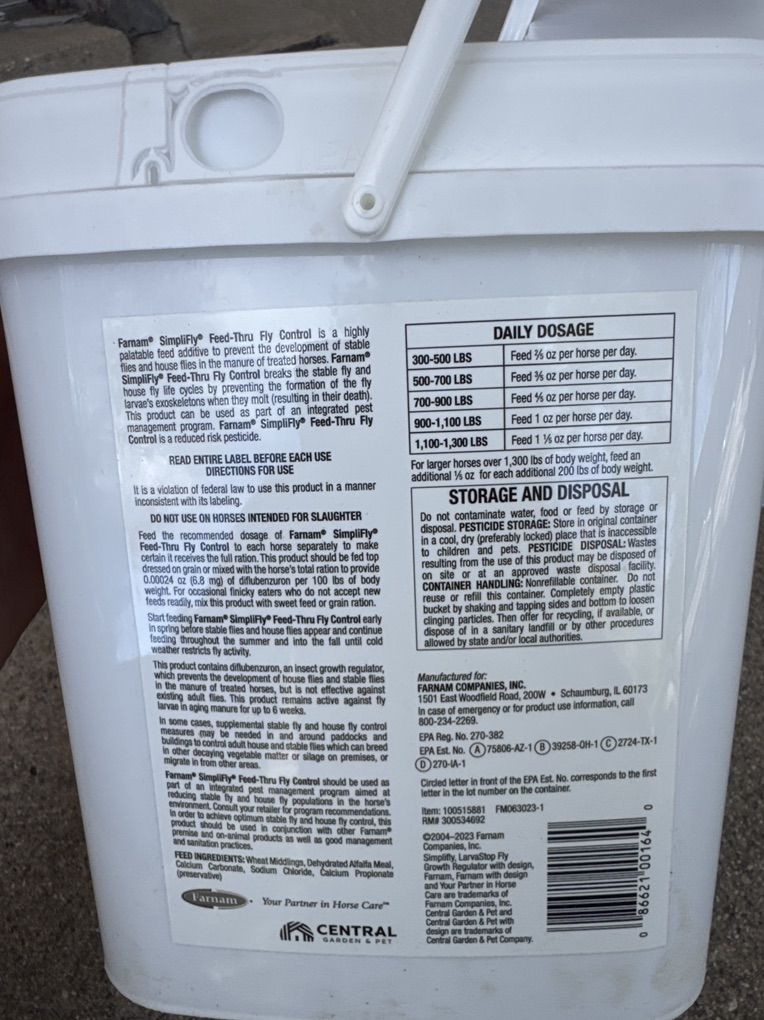 Farnam® SimpliFly® Feed-Thru Fly Control is a highly
palatable feed additive to prevent the development of stable
flies and house flies in the manure of treated horses. Farnam®
SimpliFly® Feed-Thru Fly Control breaks the stable fly and
house fly life cycles by preventing the formation of the fly
larvae's exoskeletons when they molt (resulting in their death).
This product can be used as part of an integrated pest
management program. Farnam® SimpliFly® Feed-Thru Fly
Control is a reduced risk pesticide.
READ ENTIRE LABEL BEFORE EACH USE
DIRECTIONS FOR USE
It is a violation of federal law to use this product in a manner
inconsistent with its labeling.
DO NOT USE ON HORSES INTENDED FOR SLAUGHTER
Feed the recommended dosage of Farnam® SimpliFly®
Feed-Thru Fly Control to each horse separately to make
certain it receives the full ration. This product should be fed top
dressed on grain or mixed with the horse's total ration to provide
0.00024 oz (6.8 mg) of diflubenzuron per 100 lbs of body
weight. For occasional finicky eaters who do not accept new
feeds readily, mix this product with sweet feed or grain ration.
Start feeding Farnam® SimpliFly® Feed-Thru Fly Control early
in spring before stable flies and house flies appear and continue
feeding throughout the summer and into the fall until cold
weather restricts fly activity.
This product contains diflubenzuron, an insect growth regulator,
which prevents the development of house flies and stable flies
in the manure of treated horses, but is not effective against
existing adult flies. This product remains active against fly
larvae in aging manure for up to 6 weeks.
In some cases, supplemental stable fly and house fly control
measures may be needed in and around paddocks and
buildings to control adult house and stable flies which can breed
in other decaying vegetable matter or silage on premises, or
migrate in from other areas.
Farnam® SimpliFly® Feed-Thru Fly Control should be used as
part of an integrated pest management program aimed at
reducing stable fly and house fly populations in the horse's
environment. Consult your retailer for program recommendations.
In order to achieve optimum stable fly and house fly control, this
product should be used in conjunction with other Farnam®
premise and on-animal products as well as good management
and sanitation practices.
FEED INGREDIENTS: Wheat Middlings, Dehydrated Alfalfa Meal,
Calcium Carbonate, Sodium Chloride, Calcium Propionate
(preservative)
Farnam® Your Partner in Horse Care™
CENTRAL
GARDEN & PET
DAILY DOSAGE
300-500 LBS Feed ⅖ oz per horse per day.
500-700 LBS Feed ⅗ oz per horse per day.
700-900 LBS Feed ⅘ oz per horse per day.
900-1,100 LBS Feed 1 oz per horse per day.
1,100-1,300 LBS Feed 1 ⅕ oz per horse per day.
For larger horses over 1,300 lbs of body weight, feed an
additional ⅕ oz for each additional 200 lbs of body weight.
STORAGE AND DISPOSAL
Do not contaminate water, food or feed by storage or
disposal. PESTICIDE STORAGE: Store in original container
in a cool, dry (preferably locked) place that is inaccessible
to children and pets. PESTICIDE DISPOSAL: Wastes
resulting from the use of this product may be disposed of
on site or at an approved waste disposal facility.
CONTAINER HANDLING: Nonrefillable container. Do not
reuse or refill this container. Completely empty plastic
bucket by shaking and tapping sides and bottom to loosen
clinging particles. Then offer for recycling, if available, or
dispose of in a sanitary landfill or by other procedures
allowed by state and/or local authorities.
Manufactured for:
FARNAM COMPANIES, INC.
1501 East Woodfield Road, 200W • Schaumburg, IL 60173
In case of emergency or for product use information, call
800-234-2269.
EPA Reg. No. 270-382
EPA Est. No. Ⓐ75806-AZ-1 Ⓑ39258-OH-1 Ⓒ2724-TX-1
Ⓓ270-IA-1
Circled letter in front of the EPA Est. No. corresponds to the first
letter in the lot number on the container.
Item: 100515881 FM063023-1
RM# 300534692
©2004-2023 Farnam
Companies, Inc.
Simplifly, LarvaStop Fly
Growth Regulator with design,
Farnam, Farnam with design
and Your Partner in Horse
Care are trademarks of
Farnam Companies, Inc.
Central Garden & Pet and
Central Garden & Pet with
design are trademarks of
Central Garden & Pet Company.
0 86621 00164 0